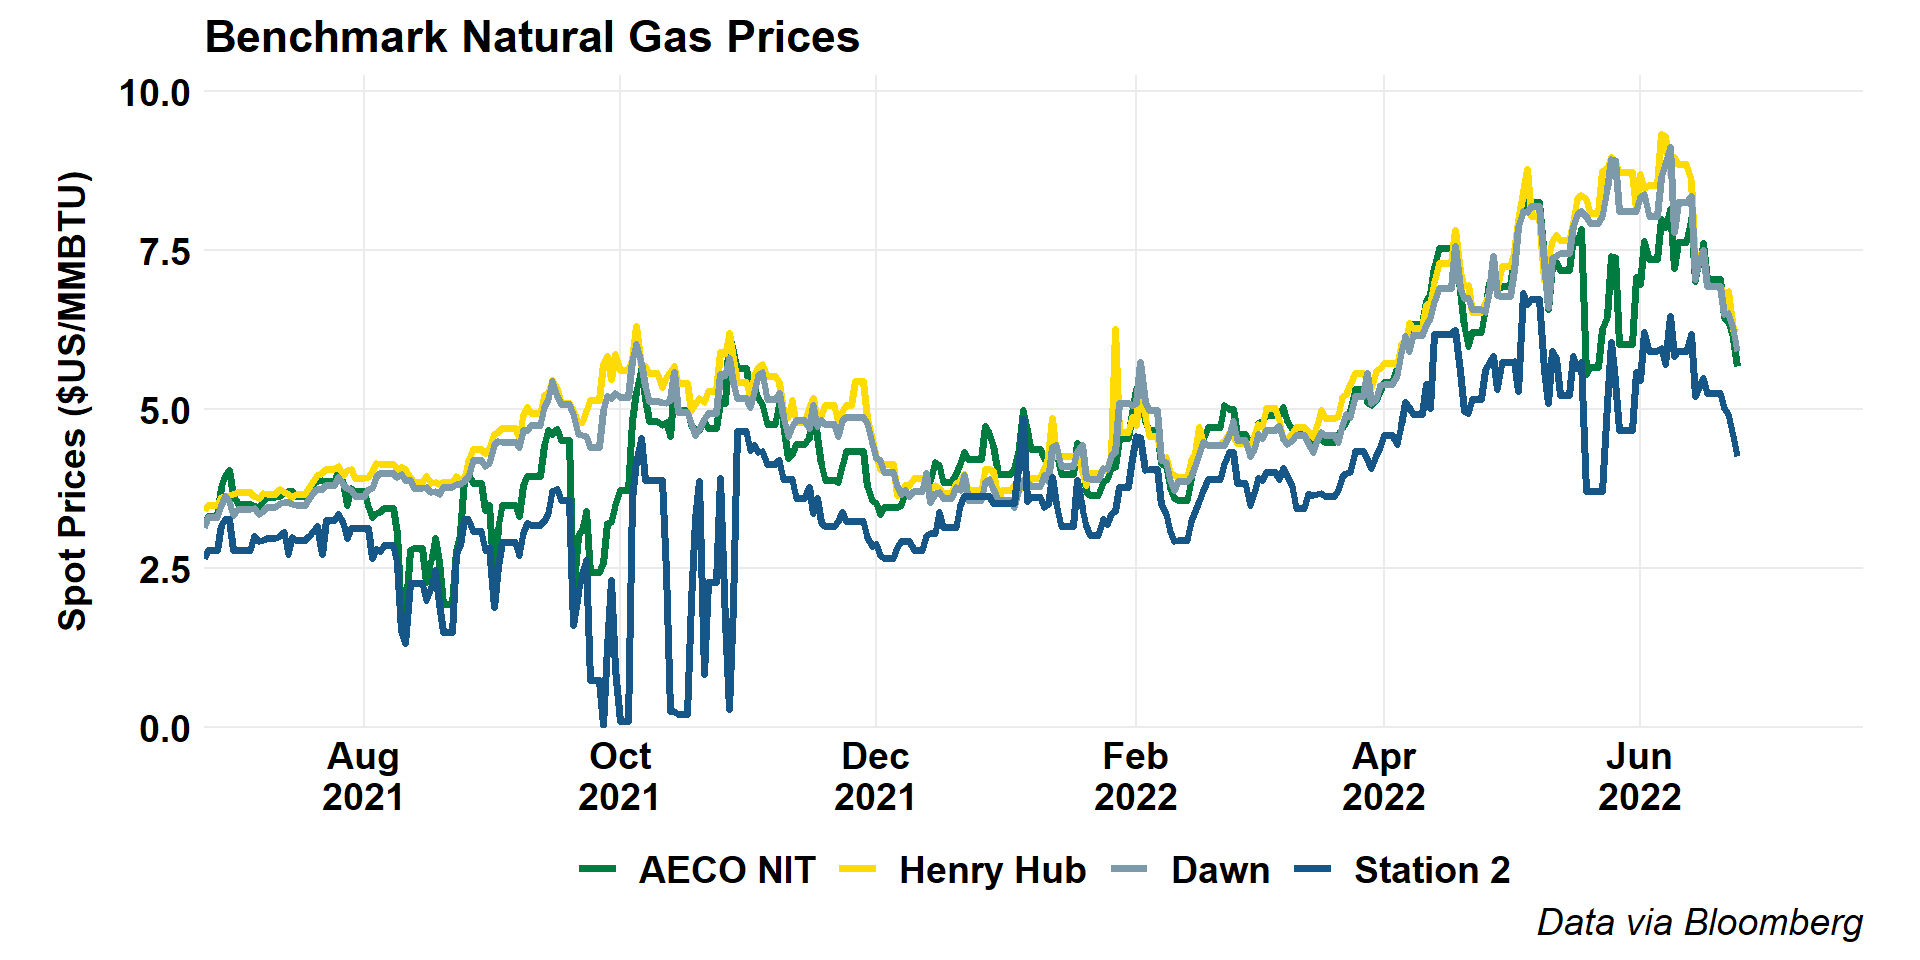 Benchmark Natural Gas Prices
Spot Prices ($US/MMBTU)
10.0
7.5
5.0
2.5
0.0
Aug Oct Dec Feb Apr Jun
2021 2021 2021 2022 2022 2022
AECO NIT Henry Hub Dawn Station 2
Data via Bloomberg